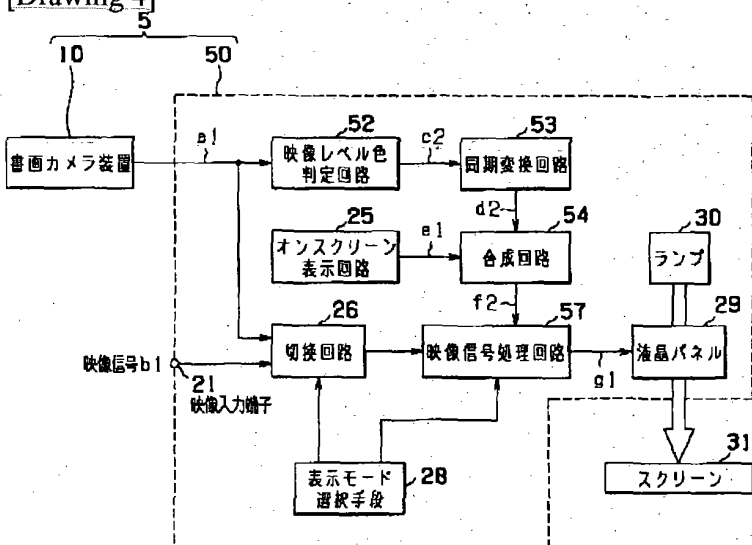 [Drawing 4]
5
10
50
書画カメラ装置
a1
52
映像レベル色
判定回路
c2
53
同期変換回路
d2
25
オンスクリーン
表示回路
e1
54
合成回路
30
ランプ
f2
26
切換回路
57
映像信号処理回路
g1
29
液晶パネル
映像信号b1
21
映像入力端子
28
表示モード
選択手段
31
スクリーン